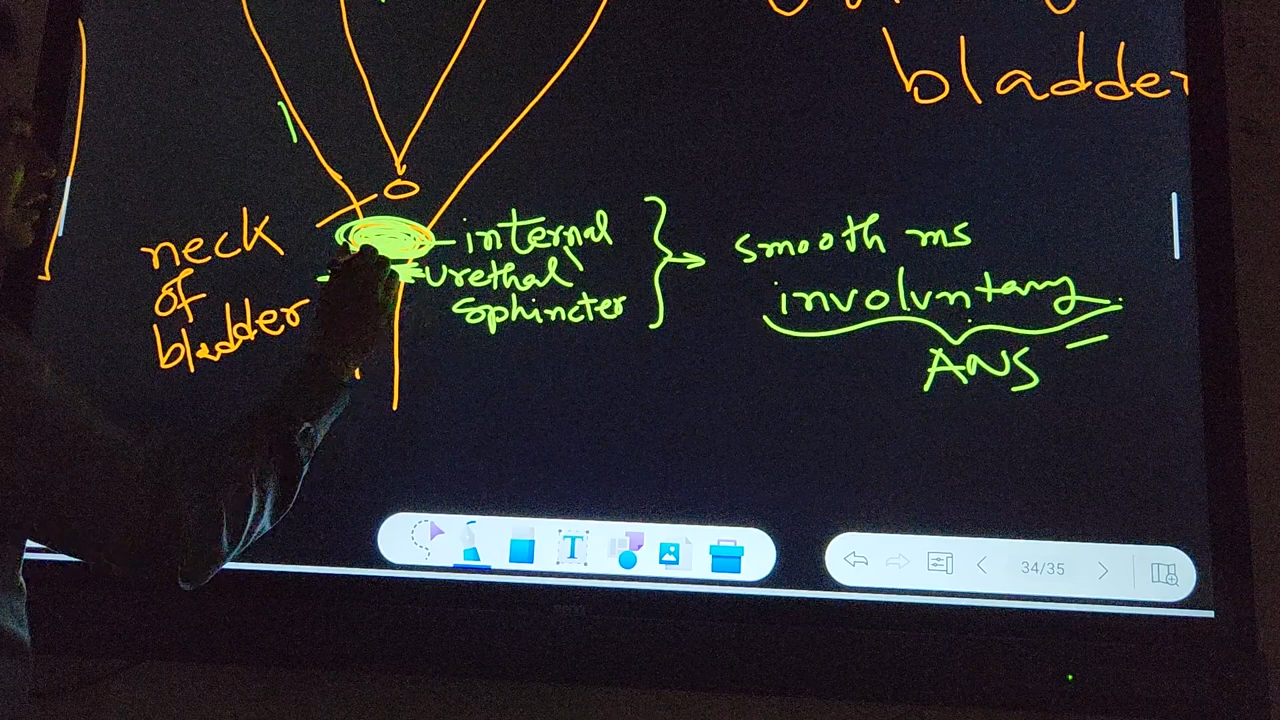 bladder
neck
of
bladder
internal
urethal
sphincter
smooth ms
involuntary
ANS
T
34/35